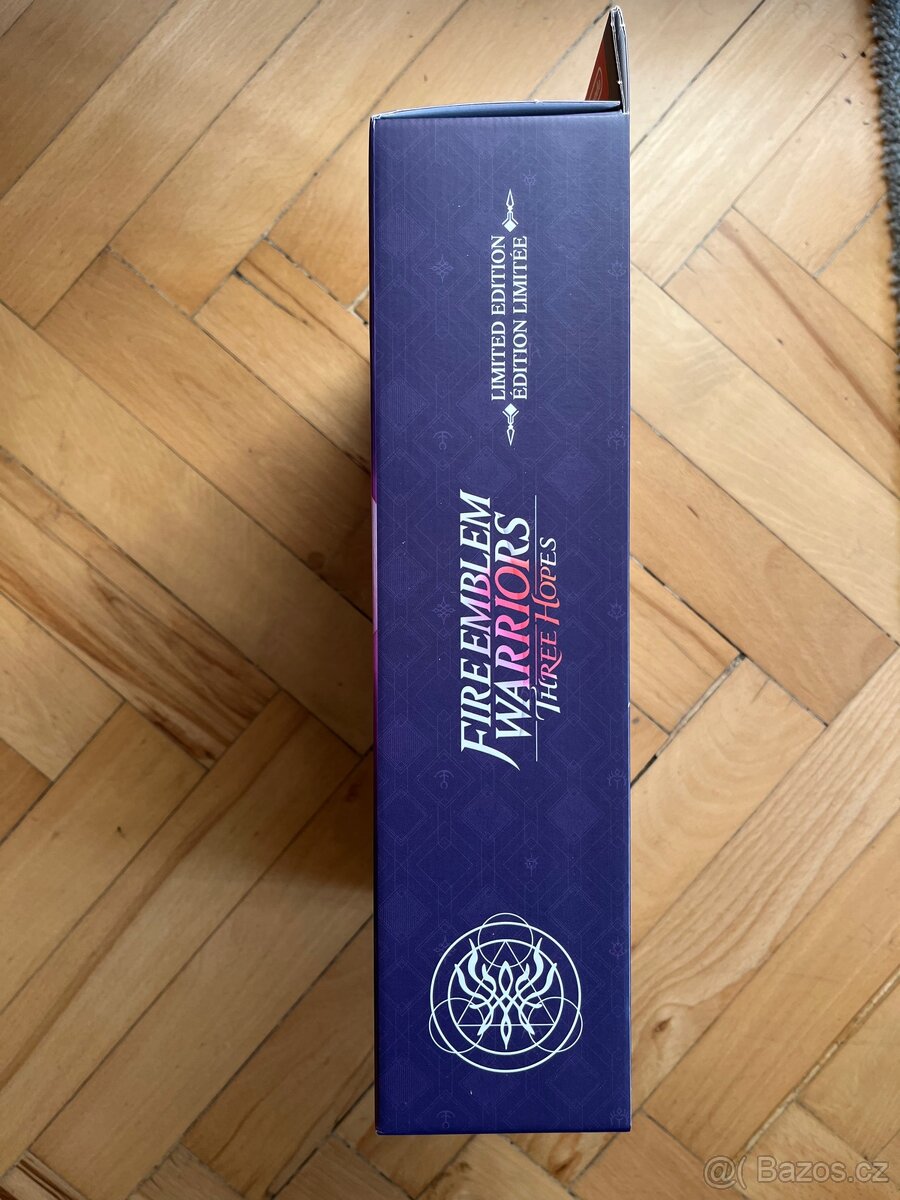 FIRE EMBLEM
WARRIORS
THREE HOPES
LIMITED EDITION
ÉDITION LIMITÉE
@( Bazos.cz